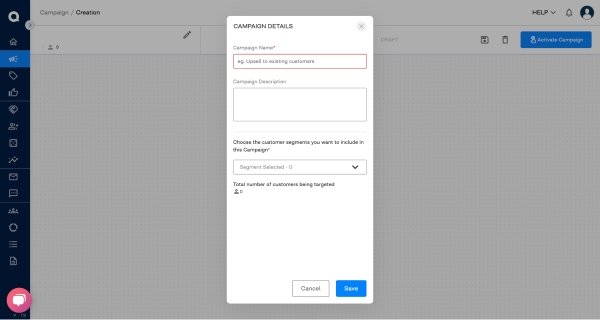 Campaign / Creation
HELP
0
DRAFT
Activate Campaign
CAMPAIGN DETAILS
Campaign Name*
eg. Upsell to existing customers
Campaign Description
Choose the customer segments you want to include in
this Campaign*
Segment Selected - 0
Total number of customers being targeted
0
Cancel
Save